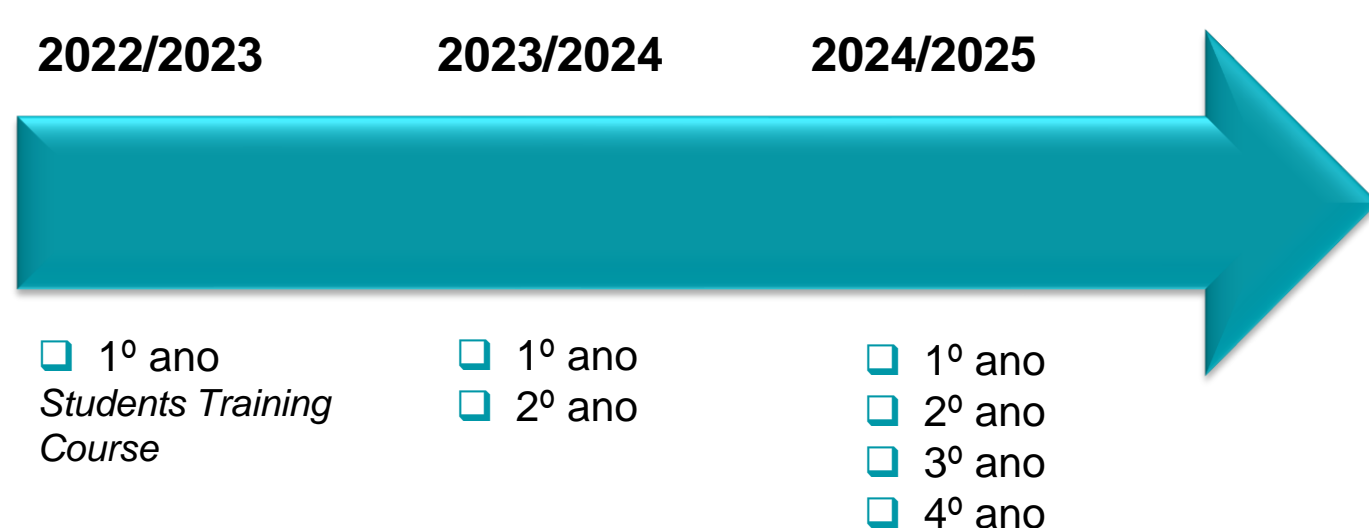 2022/2023
2023/2024
2024/2025
1º ano
Students Training
Course
1º ano
2º ano
1º ano
2º ano
3º ano
4º ano